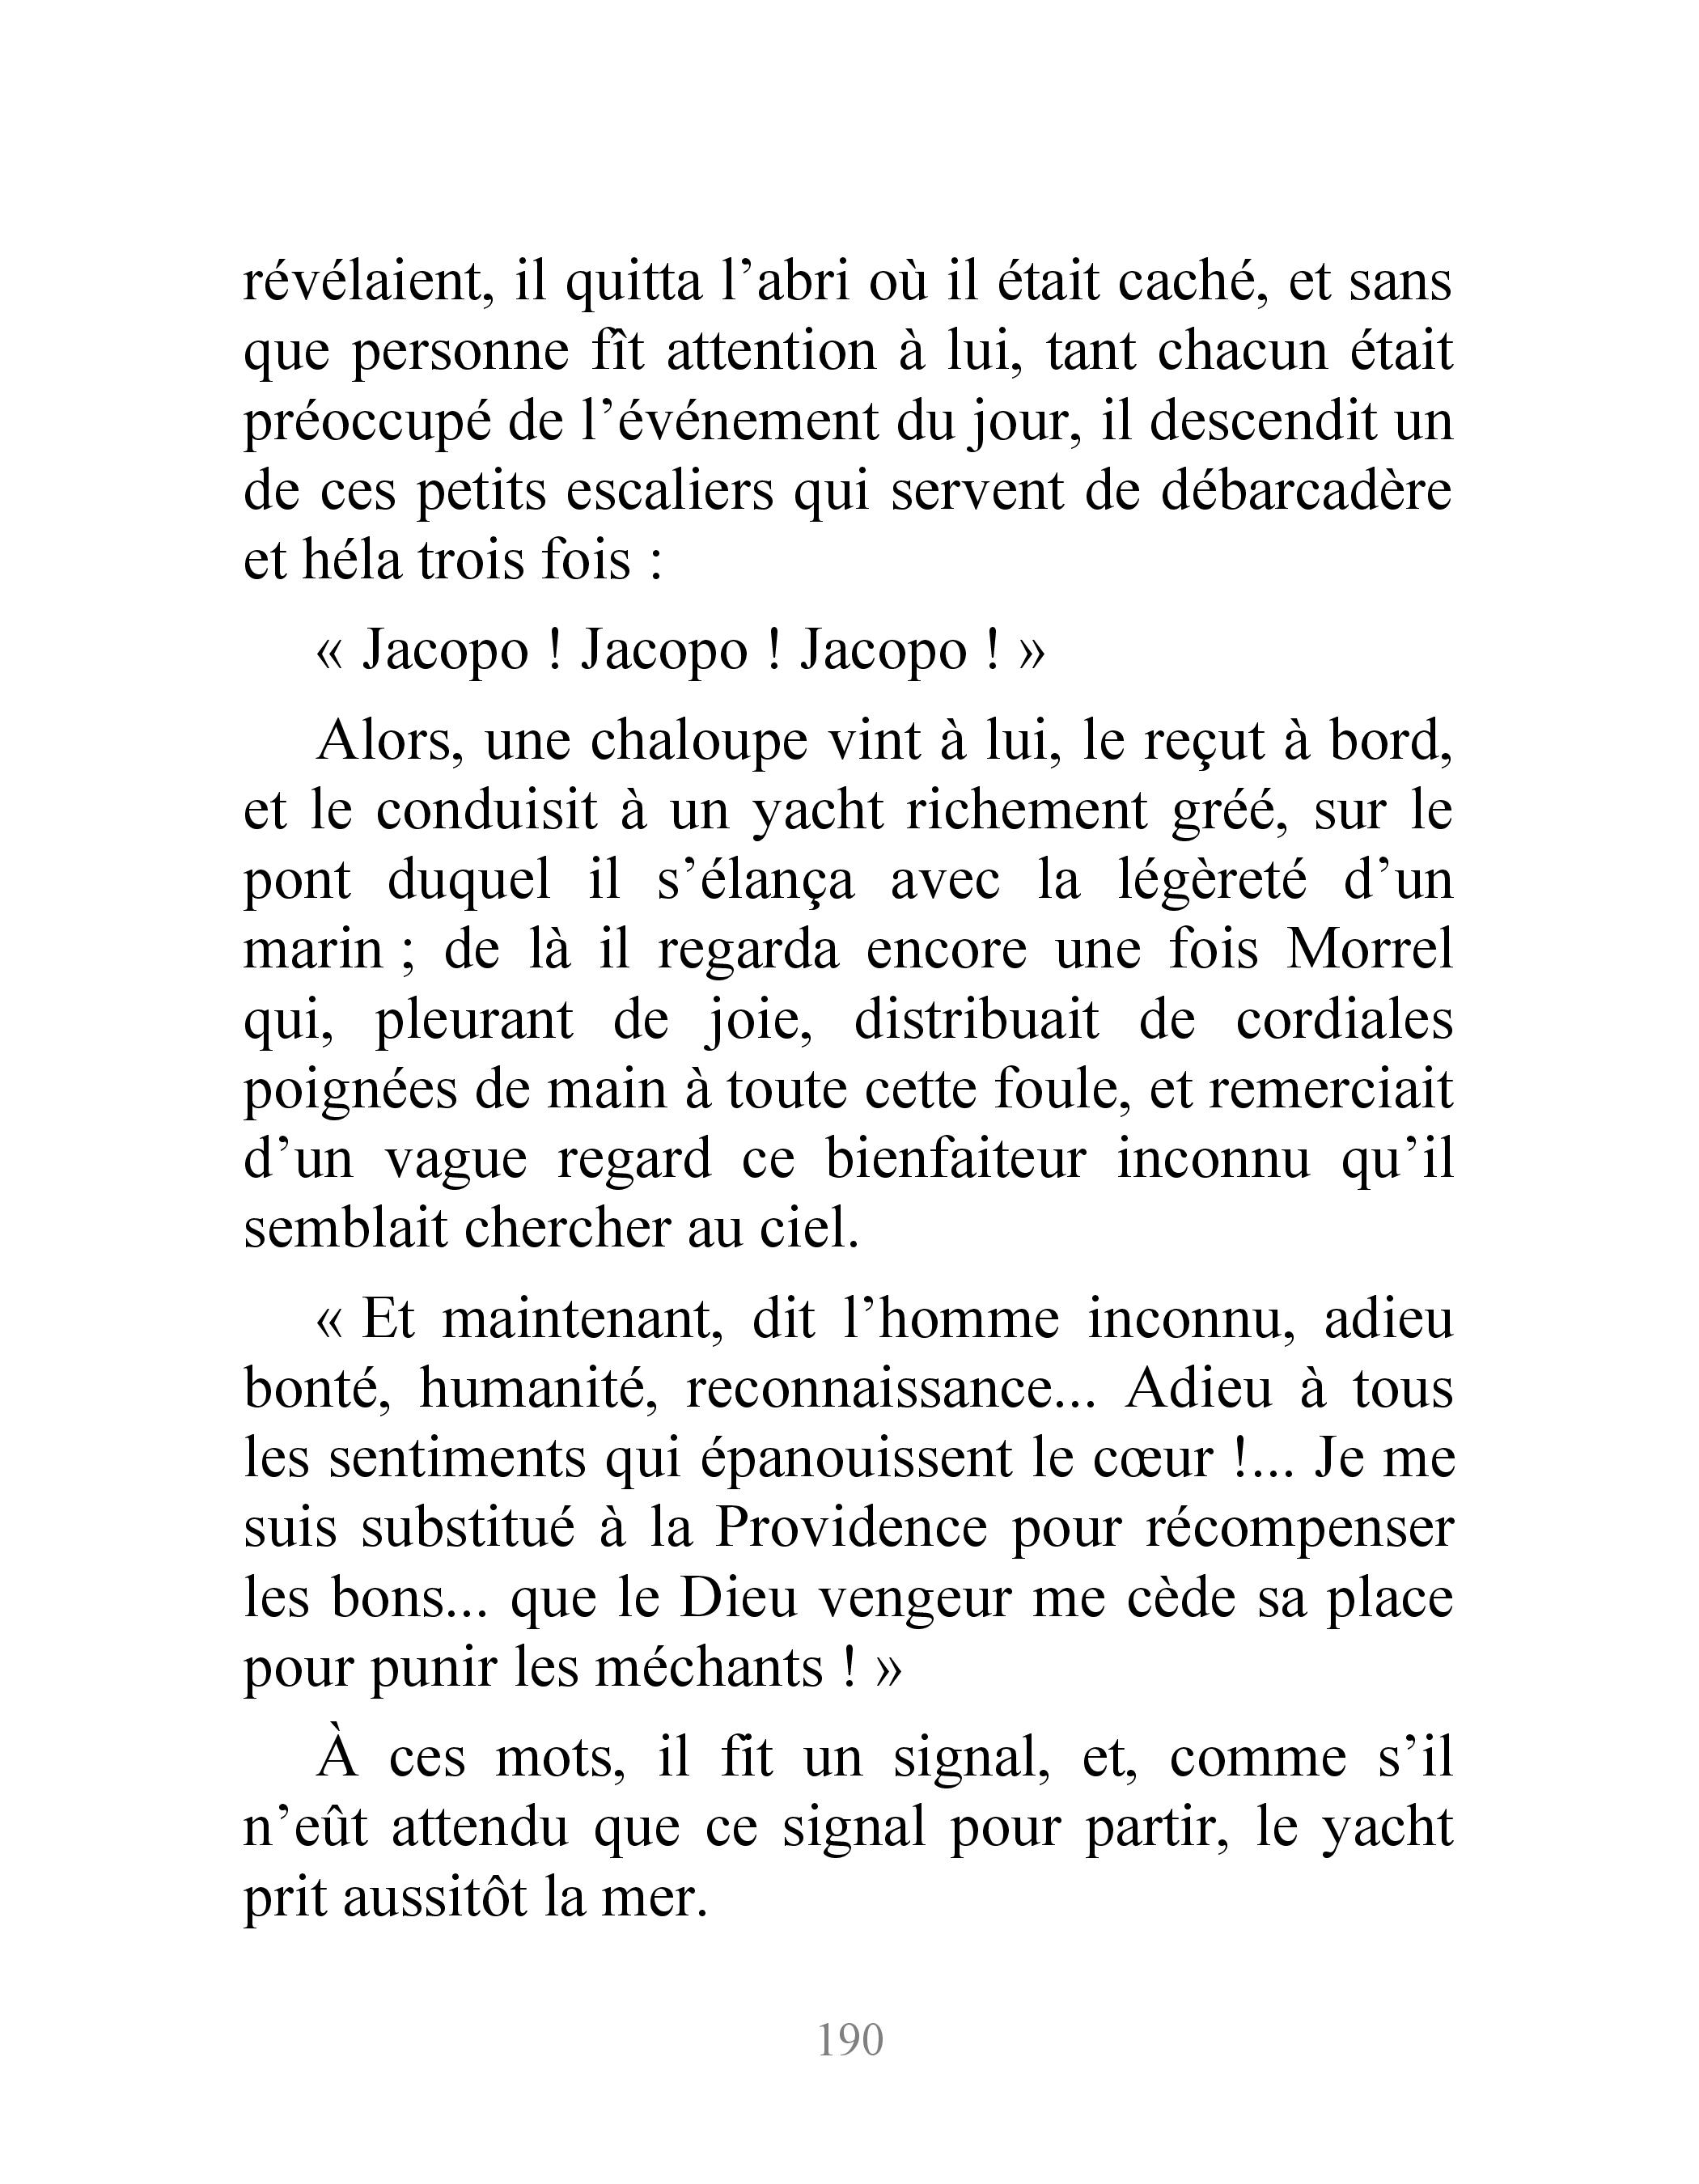 révélaient, il quitta l’abri où il était caché, et sans
que personne fît attention à lui, tant chacun était
préoccupé de l’événement du jour, il descendit un
de ces petits escaliers qui servent de débarcadère
et héla trois fois :
« Jacopo ! Jacopo ! Jacopo ! »
Alors, une chaloupe vint à lui, le reçut à bord,
et le conduisit à un yacht richement gréé, sur le
pont duquel il s’élança avec la légèreté d’un
marin ; de là il regarda encore une fois Morrel
qui, pleurant de joie, distribuait de cordiales
poignées de main à toute cette foule, et remerciait
d’un vague regard ce bienfaiteur inconnu qu’il
semblait chercher au ciel.
« Et maintenant, dit l’homme inconnu, adieu
bonté, humanité, reconnaissance... Adieu à tous
les sentiments qui épanouissent le cœur !... Je me
suis substitué à la Providence pour récompenser
les bons... que le Dieu vengeur me cède sa place
pour punir les méchants ! »
À ces mots, il fit un signal, et, comme s’il
n’eût attendu que ce signal pour partir, le yacht
prit aussitôt la mer.
190